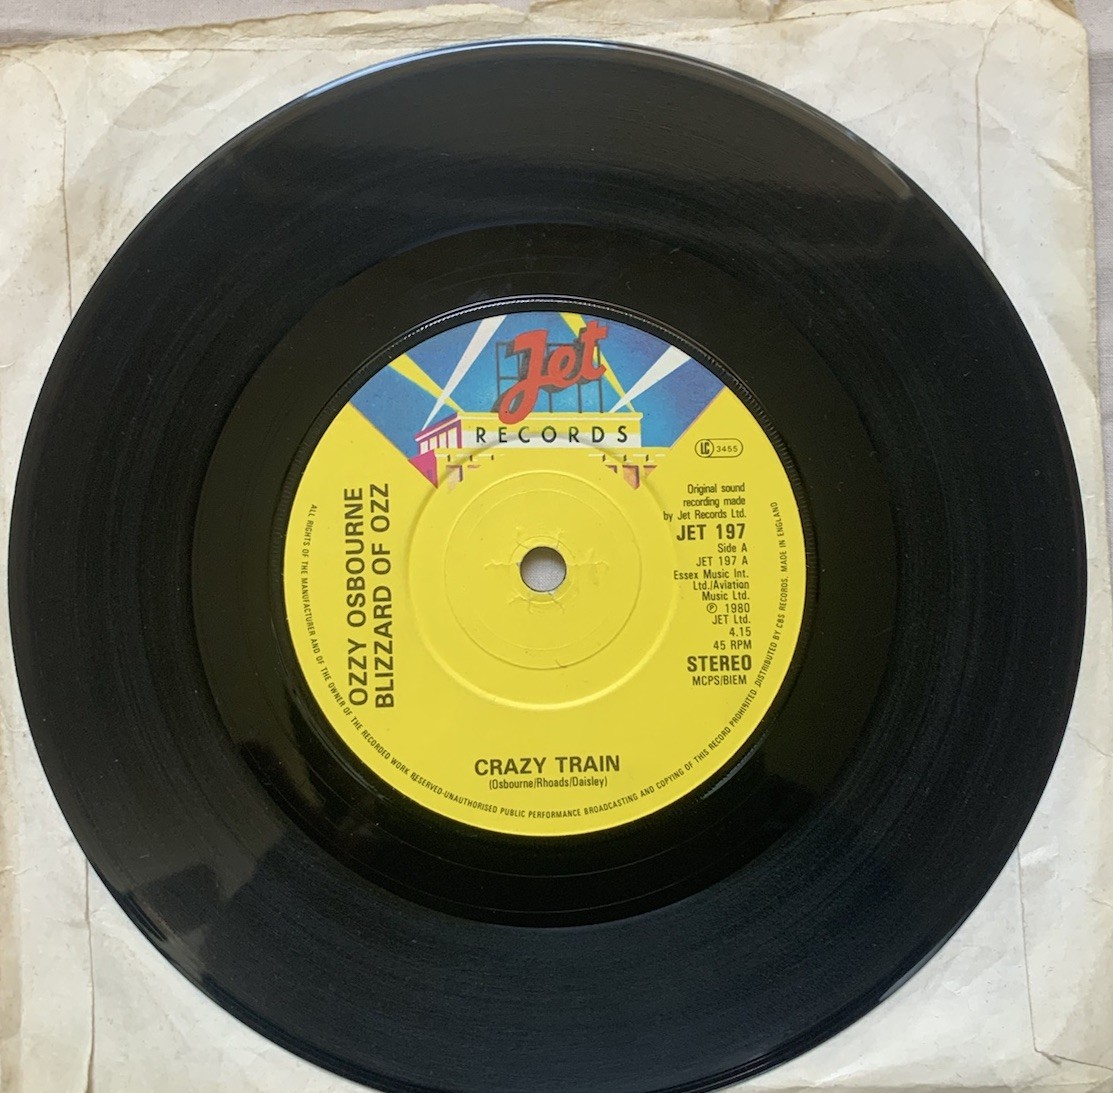 Jet
RECORDS
LC 3455
OZZY OSBOURNE
BLIZZARD OF OZZ
Original sound
recording made
by Jet Records Ltd.
JET 197
Side A
JET 197 A
Essex Music Int.
Ltd./Aviation
Music Ltd.
℗ 1980
JET Ltd.
4.15
45 RPM
STEREO
MCPS/BIEM
CRAZY TRAIN
(Osbourne/Rhoads/Daisley)
ALL RIGHTS OF THE MANUFACTURER AND OF THE OWNER OF THE RECORDED WORK RESERVED-UNAUTHORISED PUBLIC PERFORMANCE BROADCASTING AND COPYING OF THIS RECORD PROHIBITED. DISTRIBUTED BY CBS RECORDS. MADE IN ENGLAND